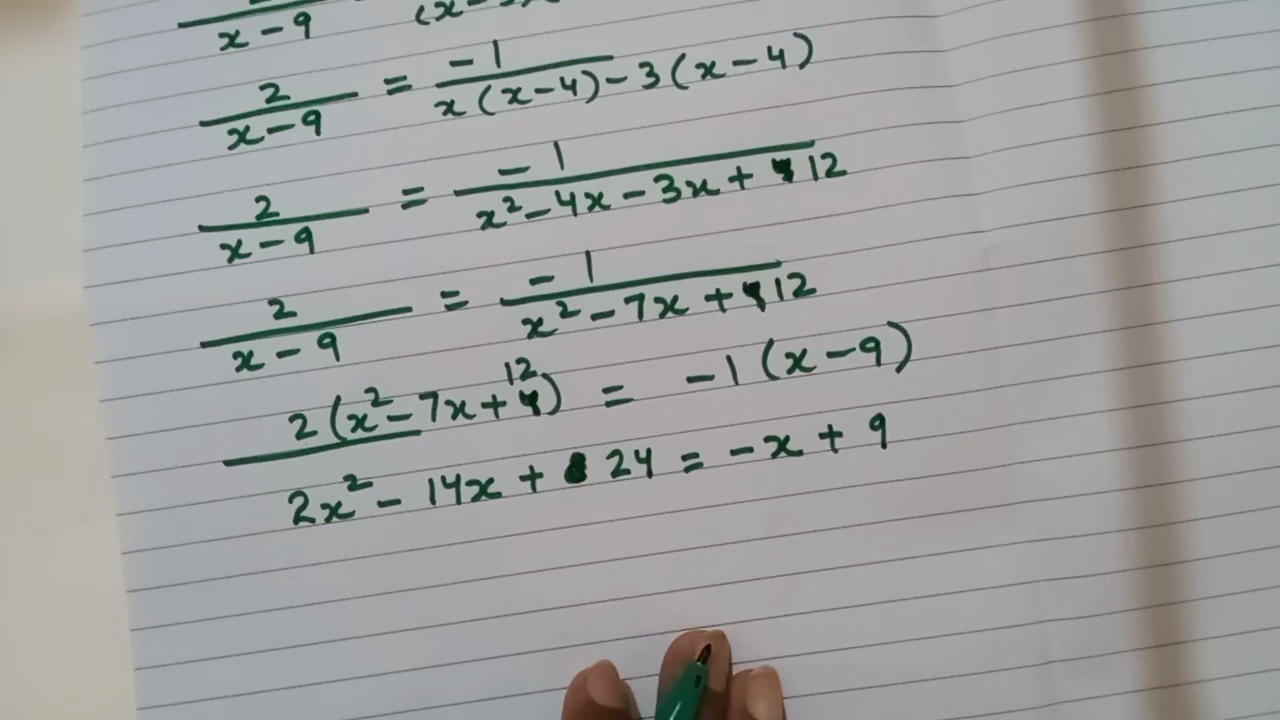 x-9 (x-
2/(x-9) = -1/(x(x-4)-3(x-4))
2/(x-9) = -1/(x²-4x-3x+12)
2/(x-9) = -1/(x²-7x+12)
2(x²-7x+12) = -1(x-9)
2x²-14x+24 = -x+9